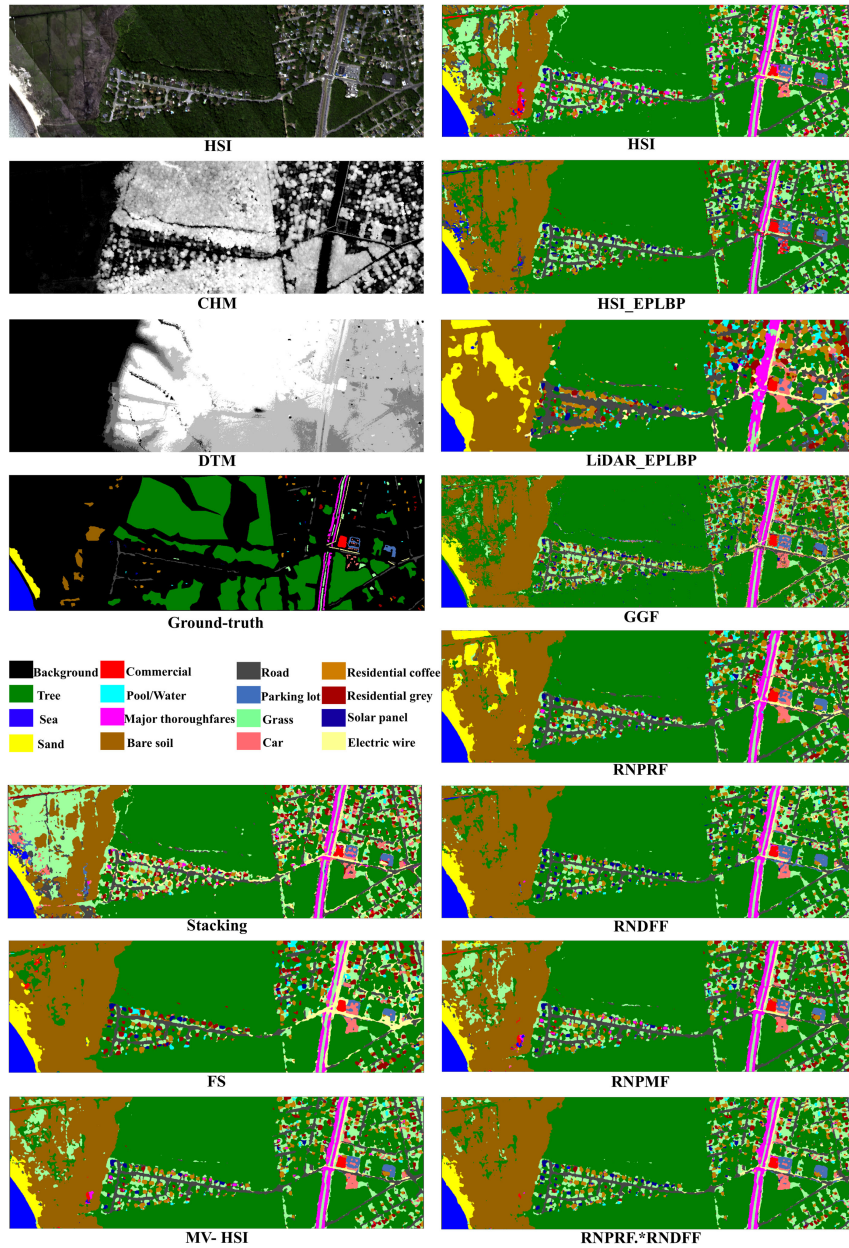 HSI
HSI
CHM
HSI_EPLBP
DTM
LiDAR_EPLBP
Ground-truth
GGF
Background
Commercial
Road
Residential coffee
Tree
Pool/Water
Parking lot
Residential grey
Sea
Major thoroughfares
Grass
Solar panel
Sand
Bare soil
Car
Electric wire
RNPRF
Stacking
RNDFF
FS
RNPMF
MV- HSI
RNPRF.*RNDFF